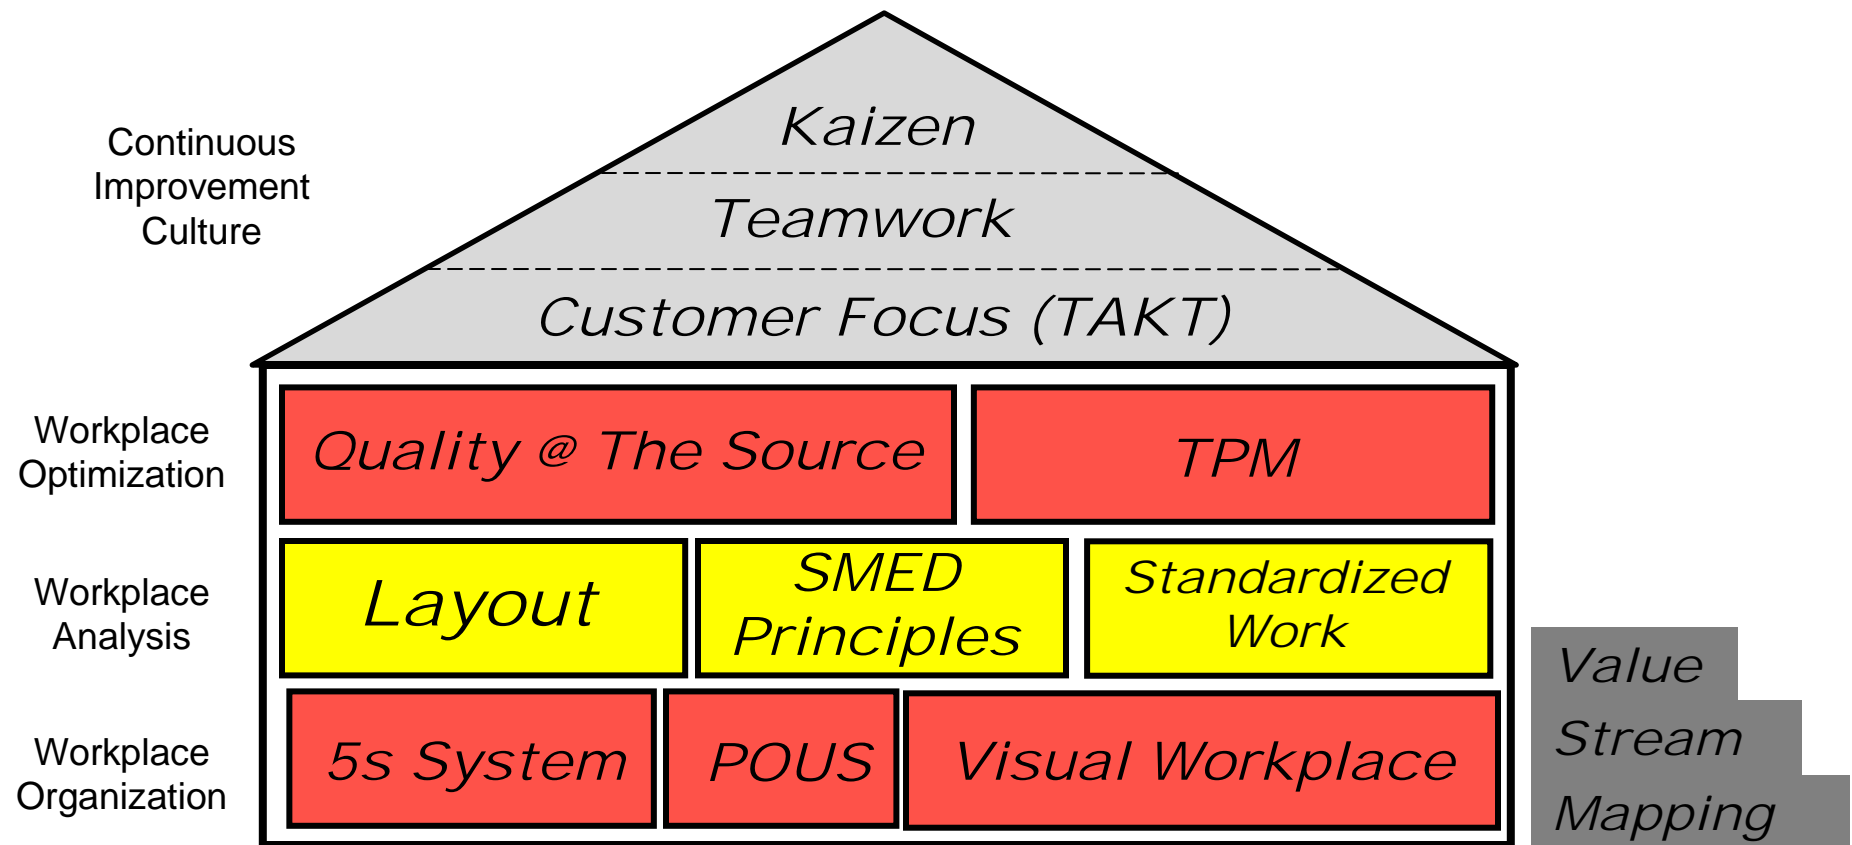 Kaizen
Continuous
Improvement
Culture
Teamwork
Customer Focus (TAKT)
Workplace
Optimization
Quality @ The Source
TPM
Workplace
Analysis
Layout
SMED
Principles
Standardized
Work
Workplace
Organization
5s System
POUS
Visual Workplace
Value
Stream
Mapping